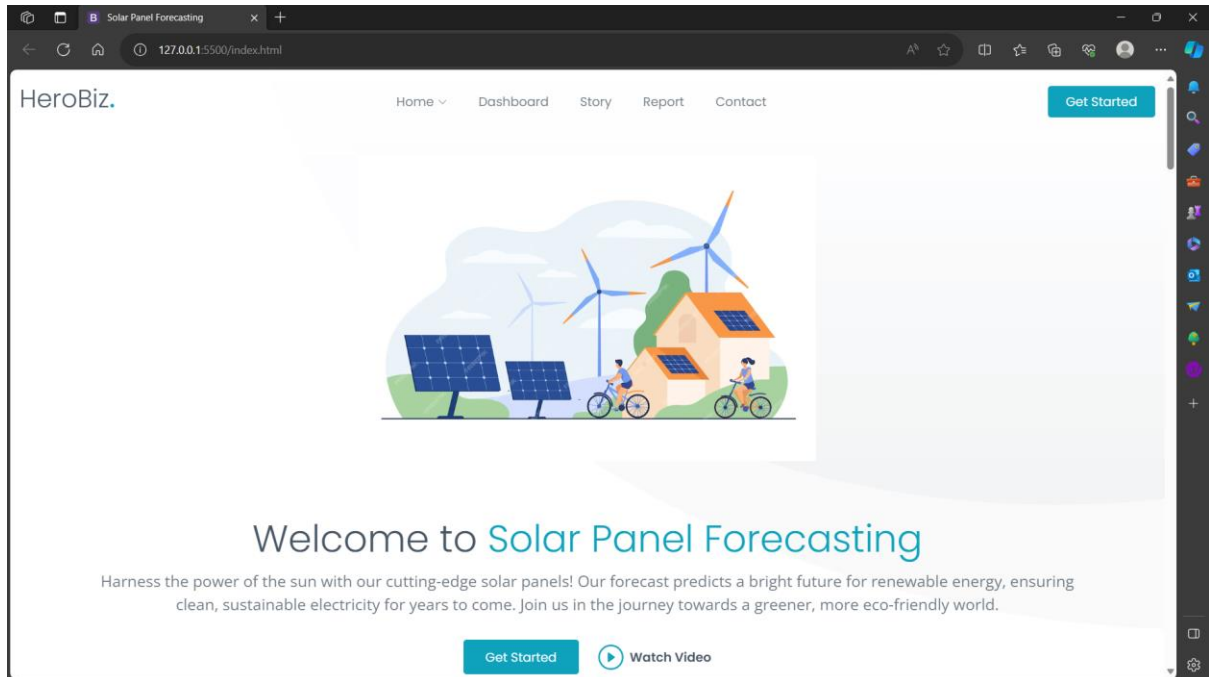 Solar Panel Forecasting
127.0.0.1:5500/index.html
HeroBiz.
Home Dashboard Story Report Contact
Get Started
Welcome to Solar Panel Forecasting
Harness the power of the sun with our cutting-edge solar panels! Our forecast predicts a bright future for renewable energy, ensuring
clean, sustainable electricity for years to come. Join us in the journey towards a greener, more eco-friendly world.
Get Started Watch Video